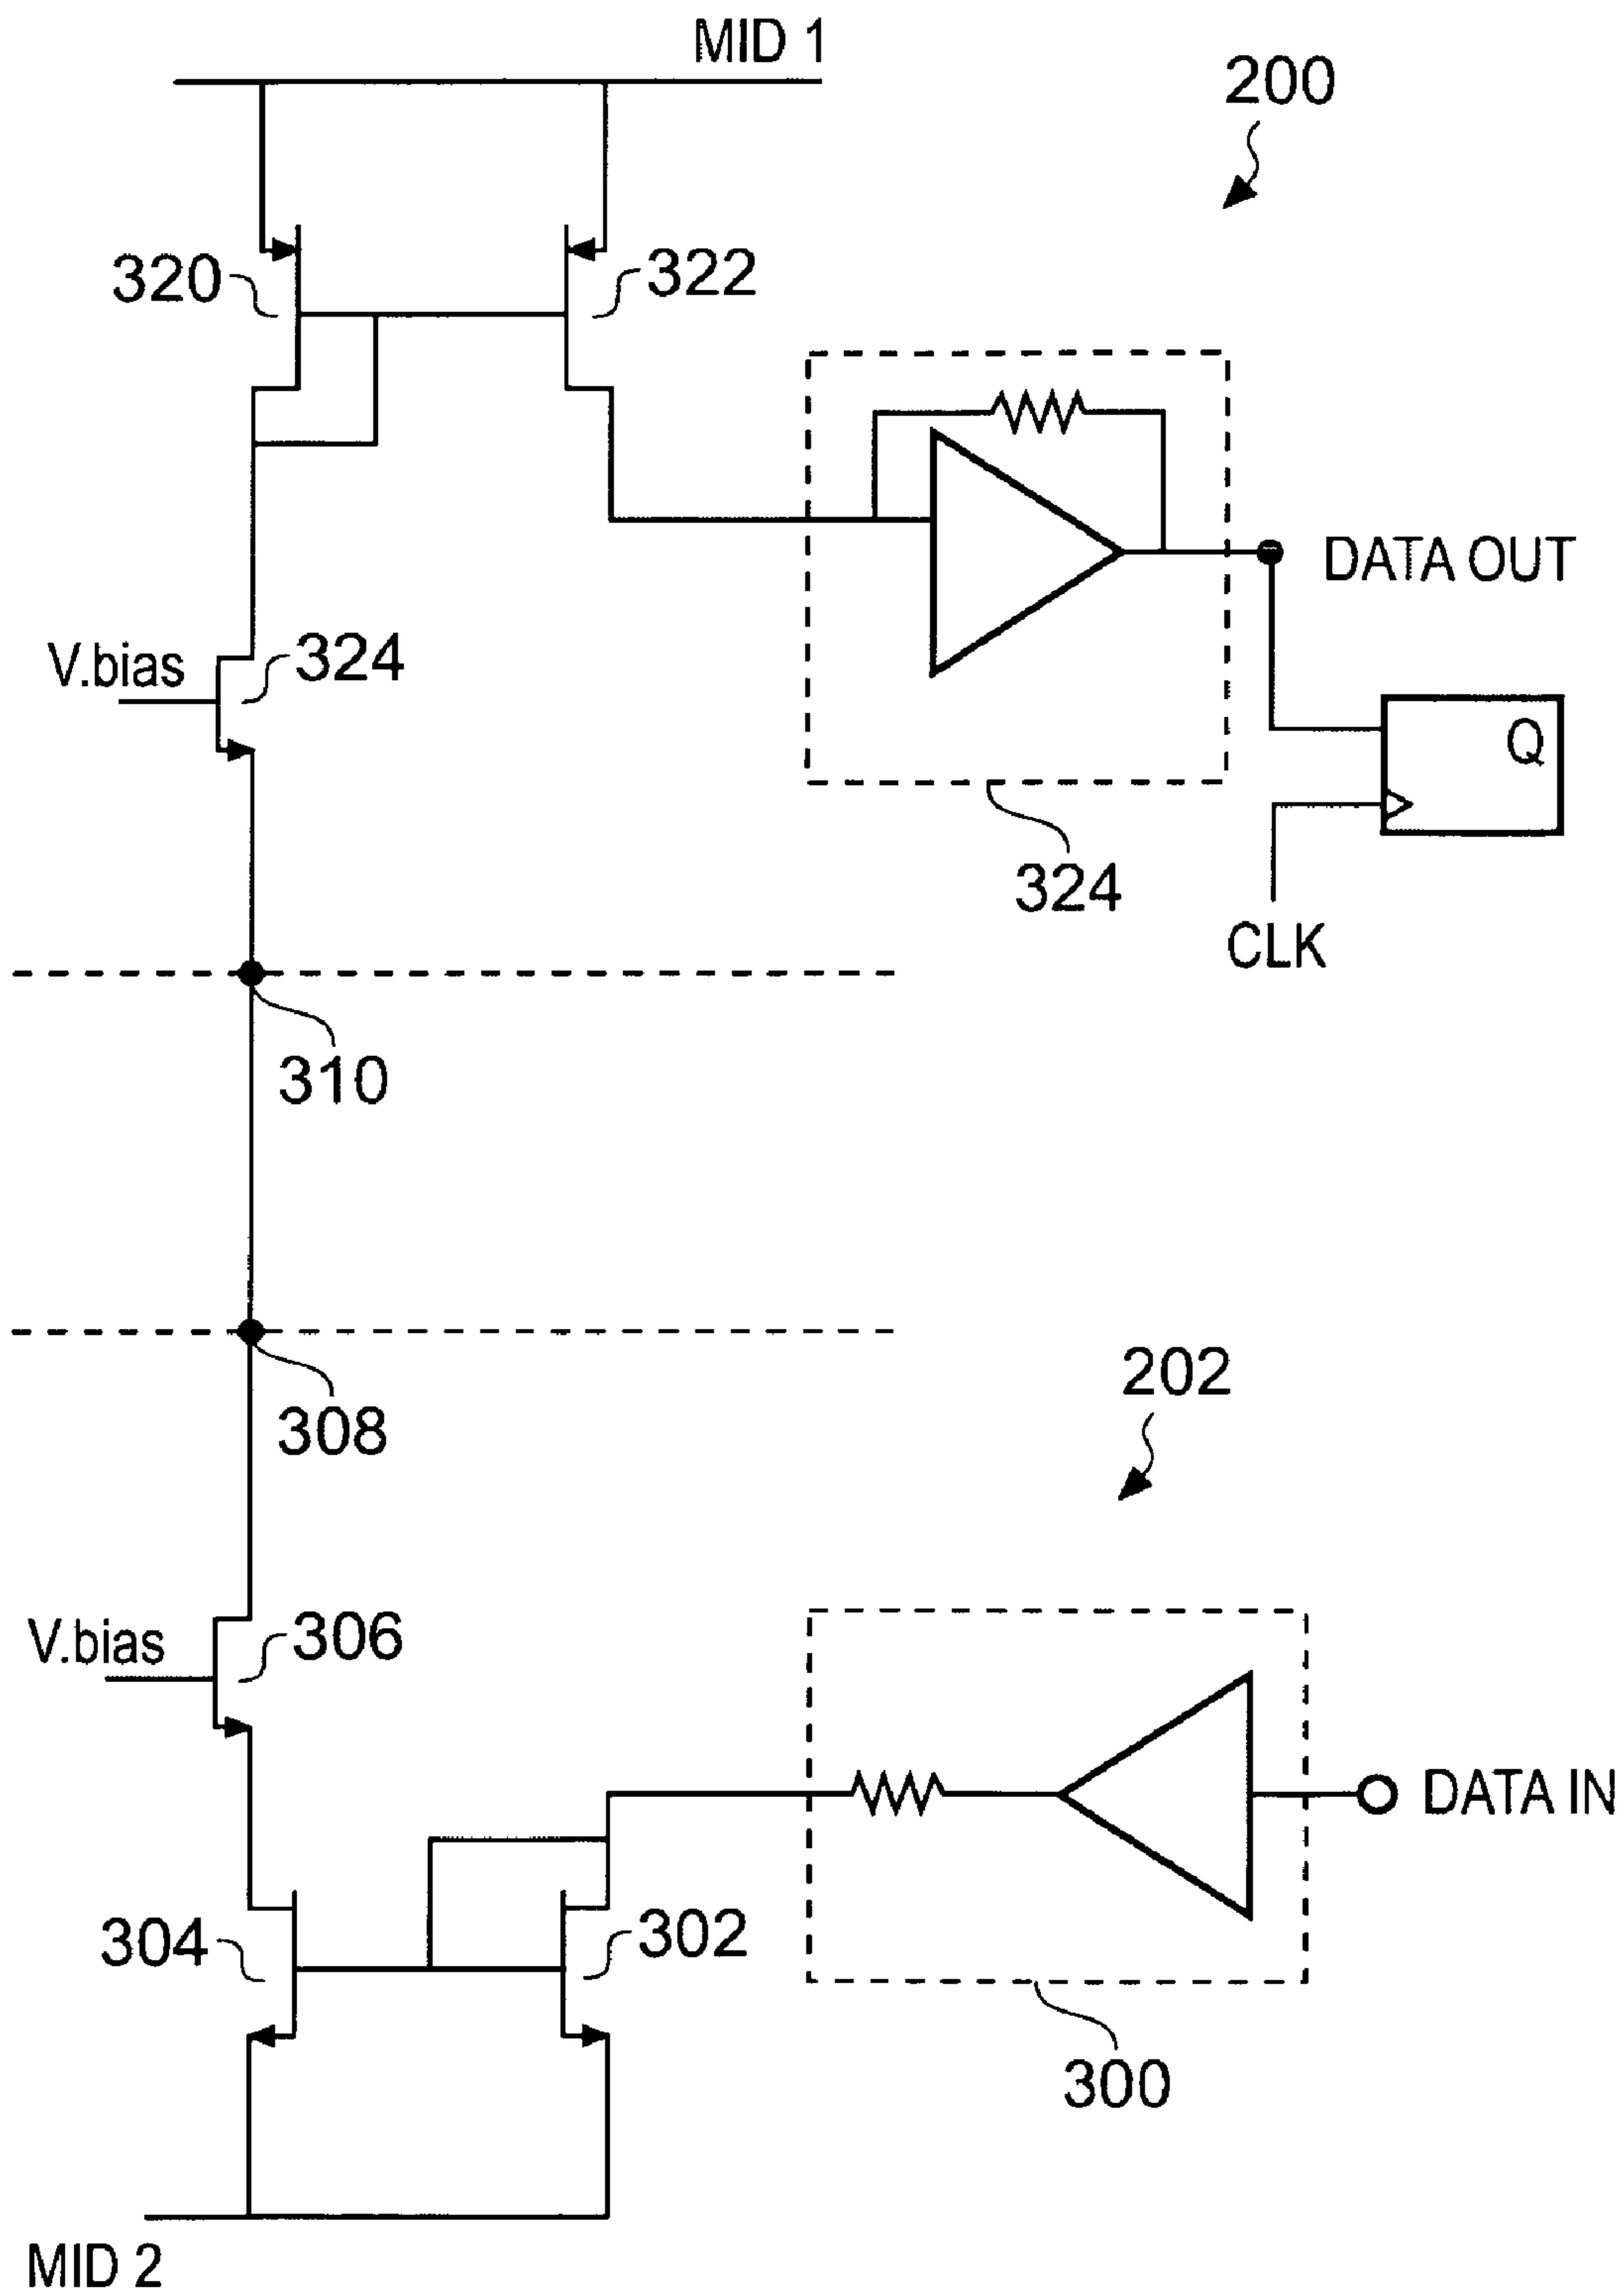 MID 1
200
320
322
V.bias
324
DATA OUT
Q
324
CLK
310
308
202
V.bias
306
DATA IN
304
302
300
MID 2